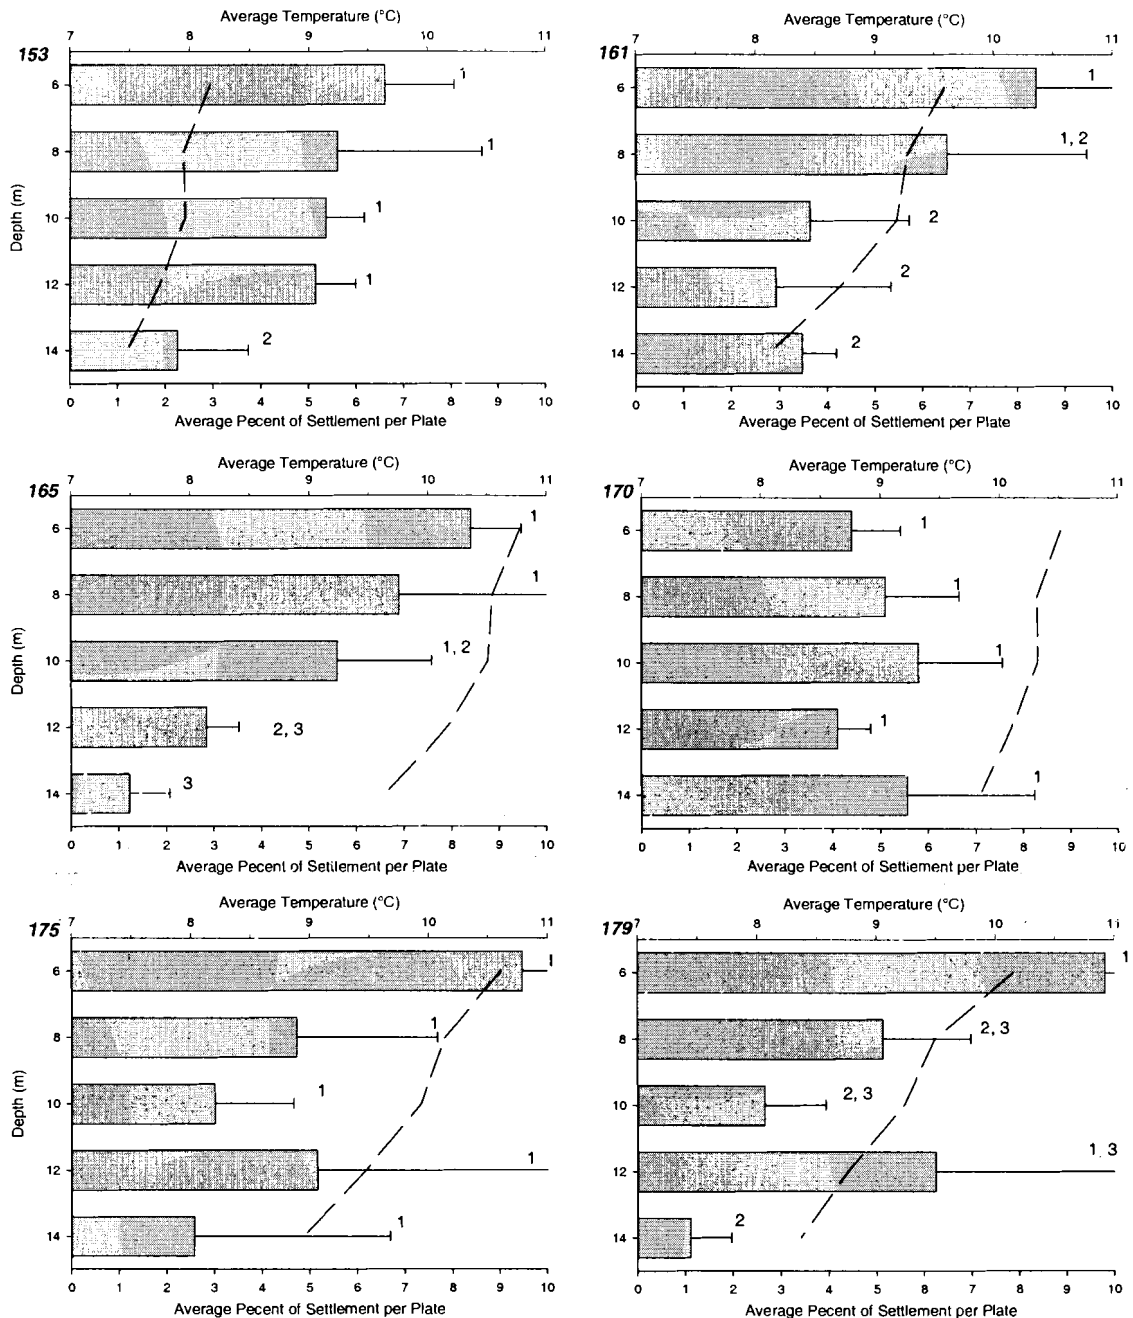 Average Temperature (°C)
7 8 9 10 11
153
6 1
8 1
10 1
12 1
14 2
Depth (m)
0 1 2 3 4 5 6 7 8 9 10
Average Pecent of Settlement per Plate
Average Temperature (°C)
7 8 9 10 11
161
6 1
8 1, 2
10 2
12 2
14 2
0 1 2 3 4 5 6 7 8 9 10
Average Pecent of Settlement per Plate
Average Temperature (°C)
7 8 9 10 11
165
6 1
8 1
10 1, 2
12 2, 3
14 3
Depth (m)
0 1 2 3 4 5 6 7 8 9 10
Average Pecent of Settlement per Plate
Average Temperature (°C)
7 8 9 10 11
170
6 1
8 1
10 1
12 1
14 1
0 1 2 3 4 5 6 7 8 9 10
Average Pecent of Settlement per Plate
Average Temperature (°C)
7 8 9 10 11
175
6 1
8 1
10 1
12 1
14 1
Depth (m)
0 1 2 3 4 5 6 7 8 9 10
Average Pecent of Settlement per Plate
Average Temperature (°C)
7 8 9 10 11
179
6 1
8 2, 3
10 2, 3
12 1, 3
14 2
0 1 2 3 4 5 6 7 8 9 10
Average Pecent of Settlement per Plate